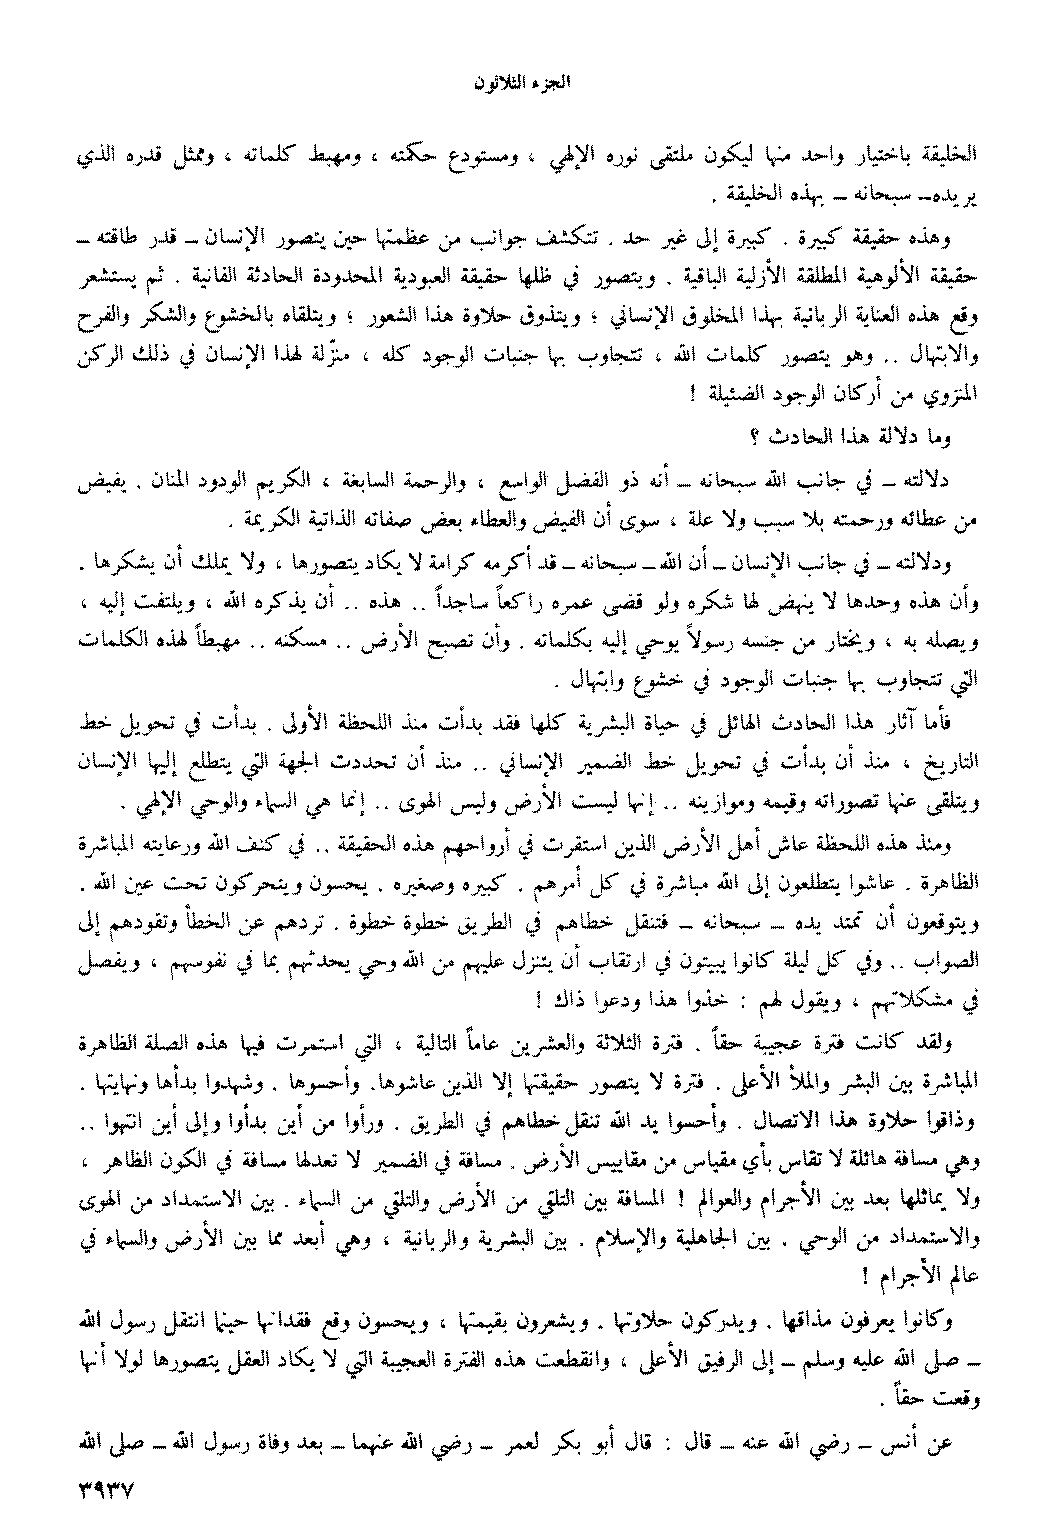 الجزء الثلاثون
الخليقة باختيار واحد منها ليكون ملتقى نوره الإلهي ، ومستودع حكمته ، ومهبط كلماته ، وممثل قدره الذي
يريده– سبحانه – بهذه الخليقة .
وهذه حقيقة كبيرة . كبيرة إلى غير حد . تتكشف جوانب من عظمتها حين يتصور الإنسان – قدر طاقته –
حقيقة الألوهية المطلقة الأزلية الباقية . ويتصور في ظلها حقيقة العبودية المحدودة الحادثة الفانية . ثم يستشعر
وقع هذه العناية الربانية بهذا المخلوق الإنساني ؛ ويتذوق حلاوة هذا الشعور ؛ ويتلقاه بالخشوع والشكر والفرح
والابتهال .. وهو يتصور كلمات الله ، تتجاوب بها جنبات الوجود كله ، منزّلة لهذا الإنسان في ذلك الركن
المنزوي من أركان الوجود الضئيلة !
وما دلالة هذا الحادث ؟
دلالته – في جانب الله سبحانه – أنه ذو الفضل الواسع ، والرحمة السابغة ، الكريم الودود المنان . يفيض
من عطائه ورحمته بلا سبب ولا علة ، سوى أن الفيض والعطاء بعض صفاته الذاتية الكريمة .
ودلالته – في جانب الإنسان – أن الله – سبحانه – قد أكرمه كرامة لا يكاد يتصورها ، ولا يملك أن يشكرها .
وأن هذه وحدها لا ينهض لها شكره ولو قضى عمره راكعاً ساجداً .. هذه .. أن يذكره الله ، ويلتفت إليه ،
ويصله به ، ويختار من جنسه رسولاً يوحي إليه بكلماته . وأن تصبح الأرض .. مسكنه .. مهبطاً لهذه الكلمات
التي تتجاوب بها جنبات الوجود في خشوع وابتهال .
فأما آثار هذا الحادث الهائل في حياة البشرية كلها فقد بدأت منذ اللحظة الأولى . بدأت في تحويل خط
التاريخ ، منذ أن بدأت في تحويل خط الضمير الإنساني .. منذ أن تحددت الجهة التي يتطلع إليها الإنسان
ويتلقى عنها تصوراته وقيمه وموازينه .. إنها ليست الأرض وليس الهوى .. إنما هي السماء والوحي الإلهي .
ومنذ هذه اللحظة عاش أهل الأرض الذين استقرت في أرواحهم هذه الحقيقة .. في كنف الله ورعايته المباشرة
الظاهرة . عاشوا يتطلعون إلى الله مباشرة في كل أمرهم . كبيره وصغيره . يحسون ويتحركون تحت عين الله .
ويتوقعون أن تمتد يده – سبحانه – فتنقل خطاهم في الطريق خطوة خطوة . تردهم عن الخطأ وتقودهم إلى
الصواب .. وفي كل ليلة كانوا يبيتون في ارتقاب أن يتنزل عليهم من الله وحي يحدثهم بما في نفوسهم ، ويفصل
في مشكلاتهم ، ويقول لهم : خذوا هذا ودعوا ذاك !
ولقد كانت فترة عجيبة حقاً . فترة الثلاثة والعشرين عاماً التالية ، التي استمرت فيها هذه الصلة الظاهرة
المباشرة بين البشر والملأ الأعلى . فترة لا يتصور حقيقتها إلا الذين عاشوها. وأحسوها . وشهدوا بدأها ونهايتها .
وذاقوا حلاوة هذا الاتصال . وأحسوا يد الله تنقل خطاهم في الطريق . ورأوا من أين بدأوا وإلى أين انتهوا ..
وهي مسافة هائلة لا تقاس بأي مقياس من مقاييس الأرض . مسافة في الضمير لا تعدلها مسافة في الكون الظاهر ،
ولا يماثلها بعد بين الأجرام والعوالم ! المسافة بين التلقي من الأرض والتلقي من السماء . بين الاستمداد من الهوى
والاستمداد من الوحي . بين الجاهلية والإسلام . بين البشرية والربانية ، وهي أبعد مما بين الأرض والسماء في
عالم الأجرام !
وكانوا يعرفون مذاقها . ويدركون حلاوتها . ويشعرون بقيمتها ، ويحسون وقع فقدانها حينما انتقل رسول الله
– صلى الله عليه وسلم – إلى الرفيق الأعلى ، وانقطعت هذه الفترة العجيبة التي لا يكاد العقل يتصورها لولا أنها
وقعت حقاً .
عن أنس – رضي الله عنه – قال : قال أبو بكر لعمر – رضي الله عنهما – بعد وفاة رسول الله – صلى الله
٣٩٣٧